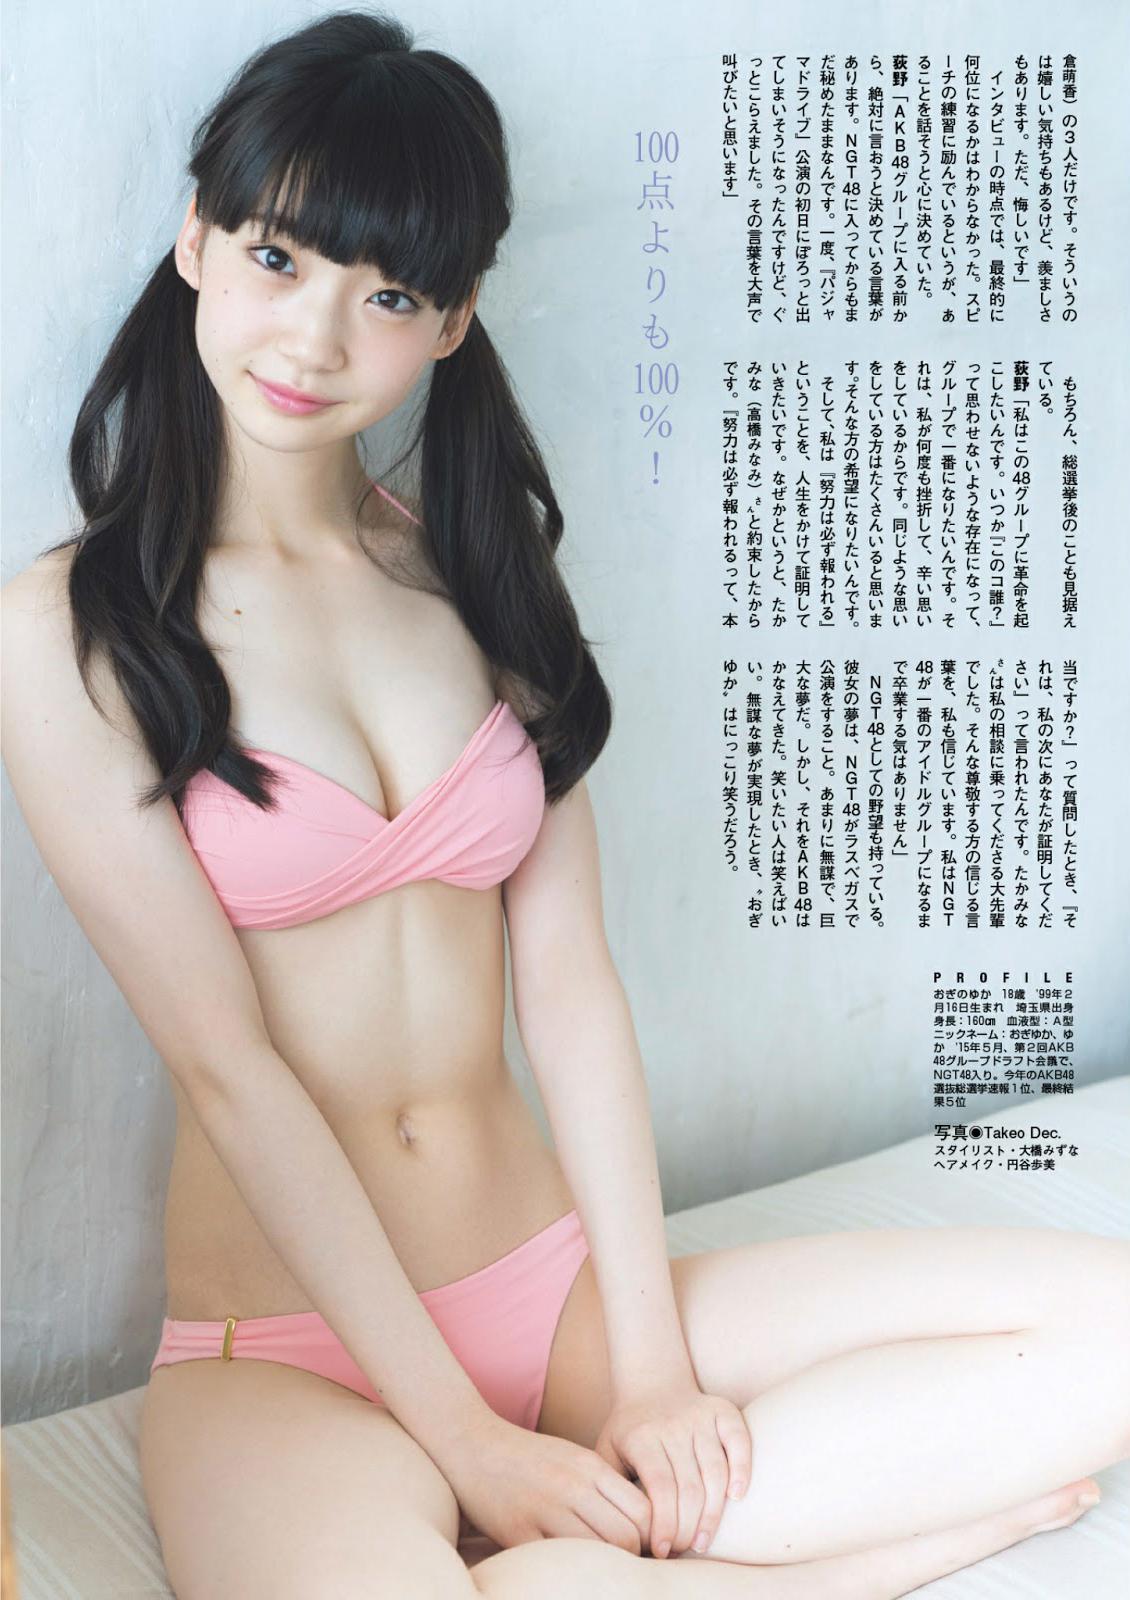 倉萌香）の３人だけです。そういうの
は嬉しい気持ちもあるけど、羨ましさ
もあります。ただ、悔しいです」
インタビューの時点では、最終的に
何位になるかはわからなかった。スピ
ーチの練習に励んでいるというが、あ
ることを話そうと心に決めていた。
荻野「ＡＫＢ48グループに入る前か
ら、絶対に言おうと決めている言葉が
あります。ＮＧＴ48に入ってからもま
だ秘めたままなんです。一度、『パジャ
マドライブ』公演の初日にぽろっと出
てしまいそうになったんですけど、ぐ
っとこらえました。その言葉を大声で
叫びたいと思います」
100点よりも100％！
もちろん、総選挙後のことも見据え
ている。
荻野「私はこの48グループに革命を起
こしたいんです。いつか『このコ誰？』
って思わせないような存在になって、
グループで一番になりたいんです。そ
れは、私が何度も挫折して、辛い思い
をしているからです。同じような思い
をしている方はたくさんいると思いま
す。そんな方の希望になりたいんです。
そして、私は『努力は必ず報われる』
ということを、人生をかけて証明して
いきたいです。なぜかというと、たか
みな（高橋みなみ）さんと約束したから
です。『努力は必ず報われるって、本
当ですか？』って質問したとき、『そ
れは、私の次にあなたが証明してくだ
さい』って言われたんです。たかみな
さんは私の相談に乗ってくださる大先輩
でした。そんな尊敬する方の信じる言
葉を、私も信じています。私はＮＧＴ
48が一番のアイドルグループになるま
で卒業する気はありません」
ＮＧＴ48としての野望も持っている。
彼女の夢は、ＮＧＴ48がラスベガスで
公演をすること。あまりに無謀で、巨
大な夢だ。しかし、それをＡＫＢ48は
かなえてきた。笑いたい人は笑えばい
い。無謀な夢が実現したとき、〝おぎ
ゆか〟はにっこり笑うだろう。
PROFILE
おぎのゆか　18歳　'99年２
月16日生まれ　埼玉県出身
身長：160㎝　血液型：Ａ型
ニックネーム：おぎゆか、ゆ
か　'15年５月、第２回AKB
48グループドラフト会議で、
NGT48入り。今年のAKB48
選抜総選挙速報１位、最終結
果５位
写真◉Takeo Dec.
スタイリスト・大橋みずな
ヘアメイク・円谷歩美